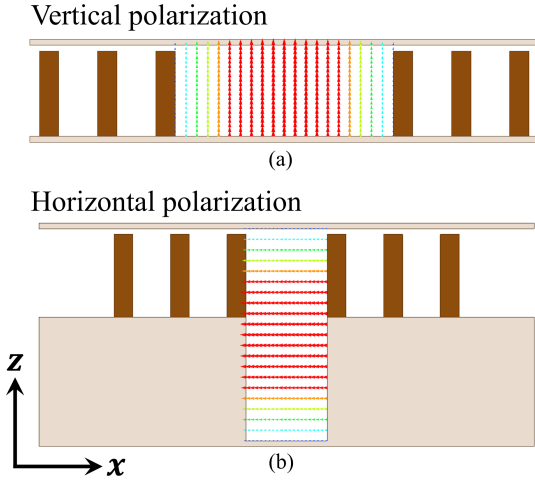 Vertical polarization
(a)
Horizontal polarization
z
x
(b)